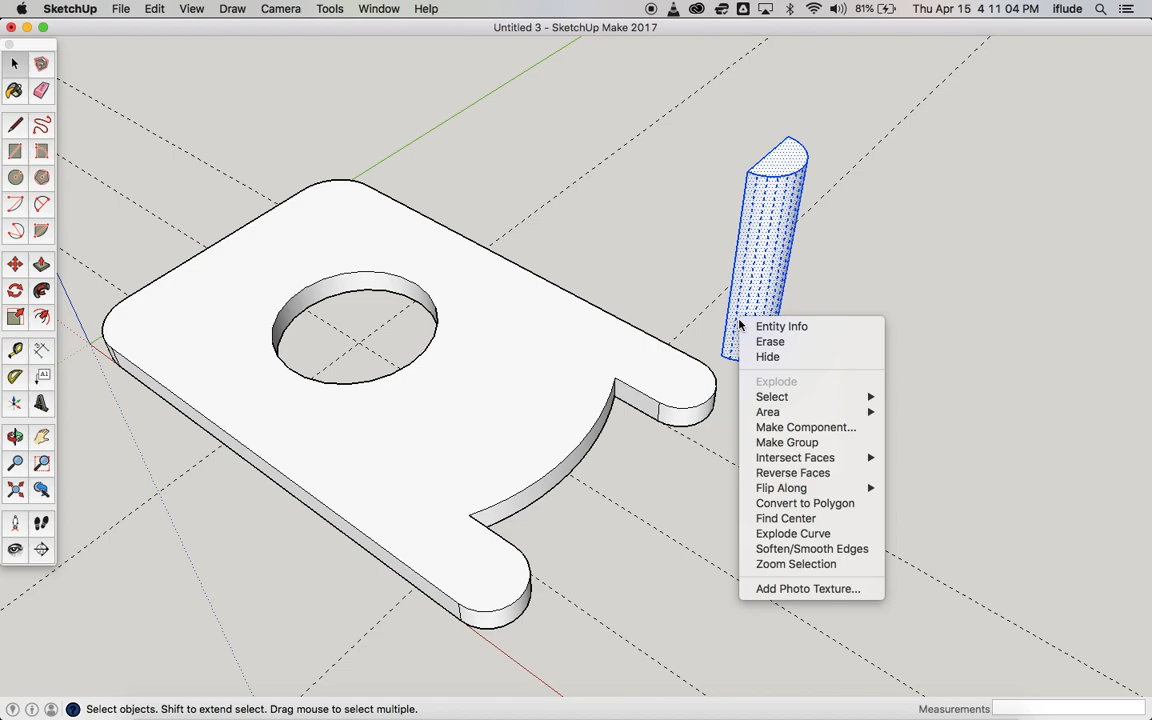 SketchUp File Edit View Draw Camera Tools Window Help 81% Thu Apr 15 4 11 04 PM iflude
Untitled 3 - SketchUp Make 2017
A1
Entity Info
Erase
Hide
Explode
Select
Area
Make Component...
Make Group
Intersect Faces
Reverse Faces
Flip Along
Convert to Polygon
Find Center
Explode Curve
Soften/Smooth Edges
Zoom Selection
Add Photo Texture...
Select objects. Shift to extend select. Drag mouse to select multiple. Measurements